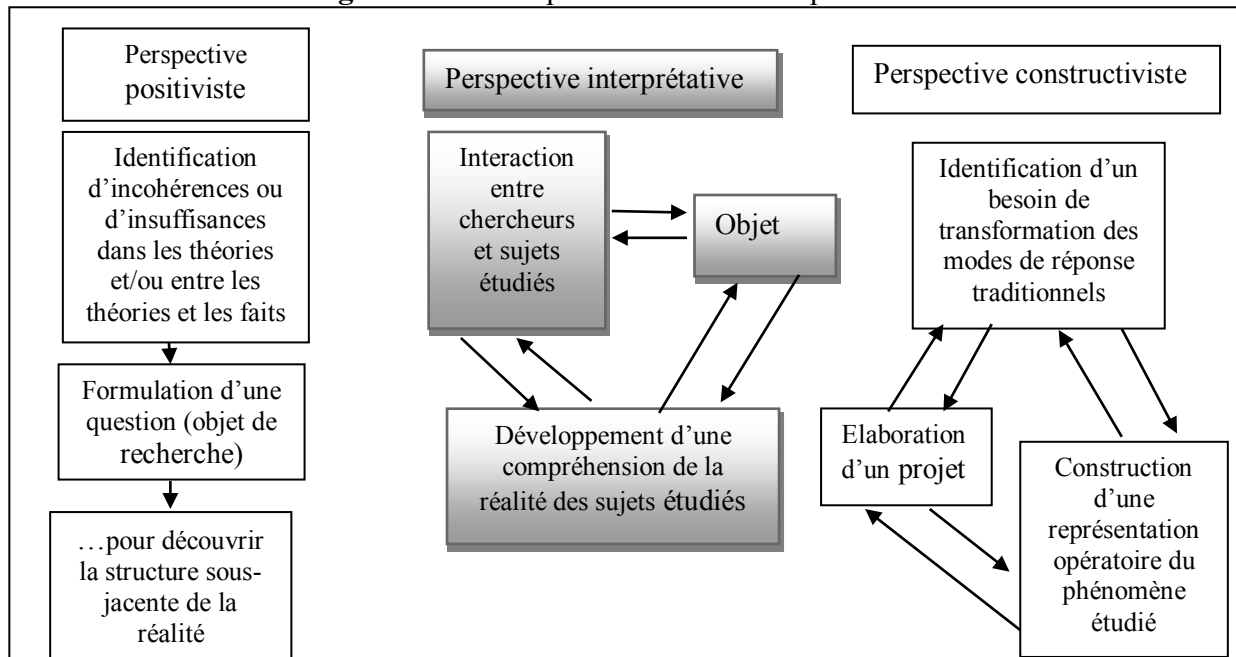 Perspective
positiviste
Identification
d’incohérences ou
d’insuffisances
dans les théories
et/ou entre les
théories et les faits
Formulation d’une
question (objet de
recherche)
…pour découvrir
la structure sous-
jacente de la
réalité
Perspective interprétative
Interaction
entre
chercheurs
et sujets
étudiés
Objet
Développement d’une
compréhension de la
réalité des sujets étudiés
Perspective constructiviste
Identification d’un
besoin de
transformation des
modes de réponse
traditionnels
Elaboration
d’un projet
Construction
d’une
représentation
opératoire du
phénomène
étudié